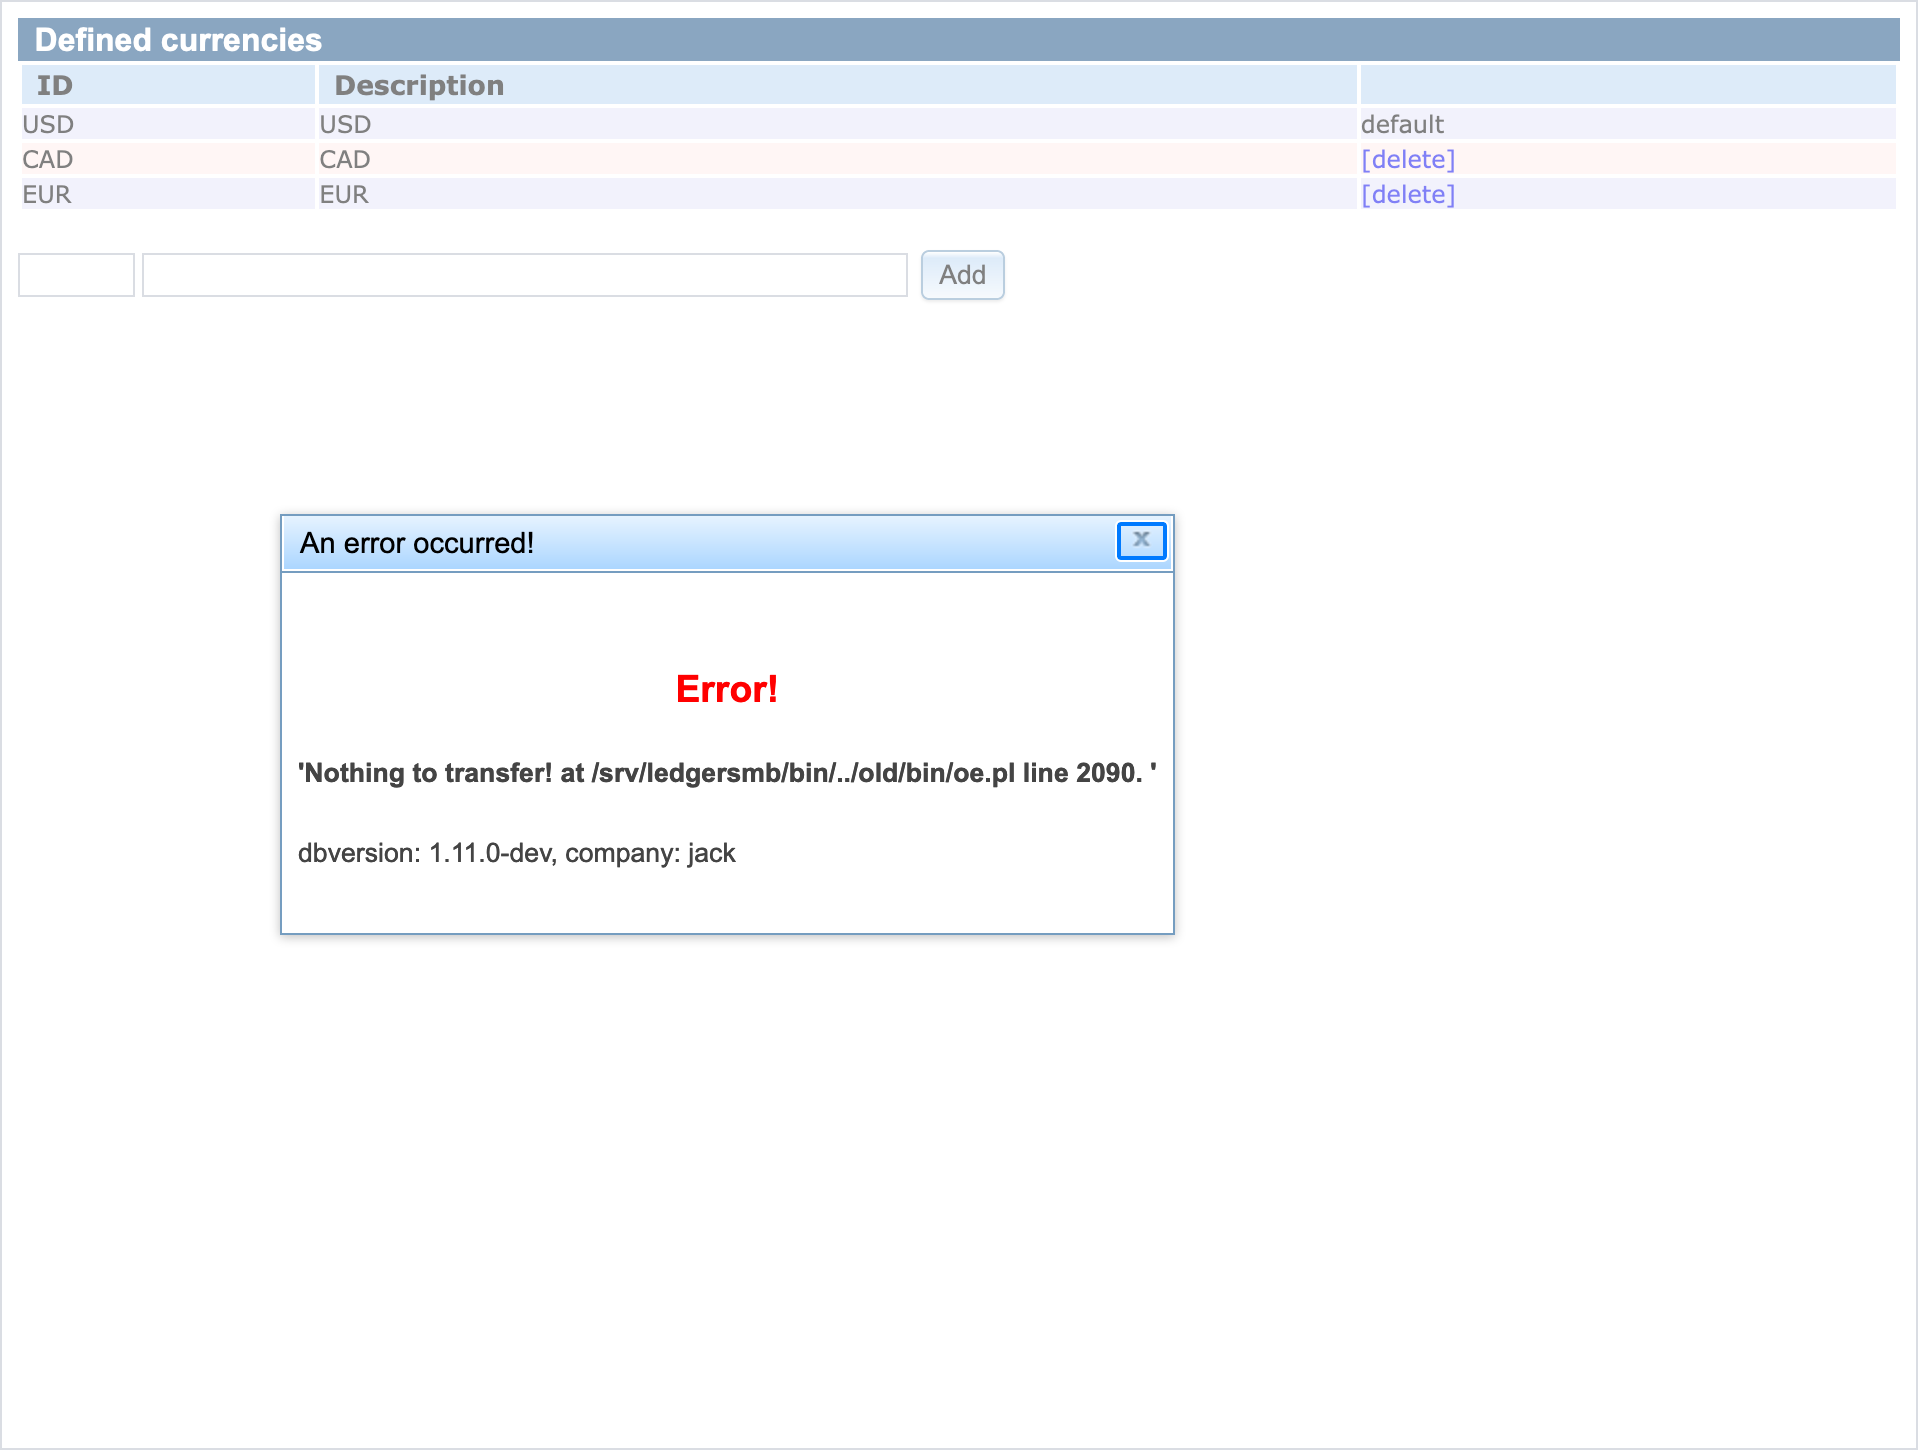 Defined currencies
ID Description
USD USD default
CAD CAD [delete]
EUR EUR [delete]
Add
An error occurred!
x
Error!
'Nothing to transfer! at /srv/ledgersmb/bin/../old/bin/oe.pl line 2090. '
dbversion: 1.11.0-dev, company: jack